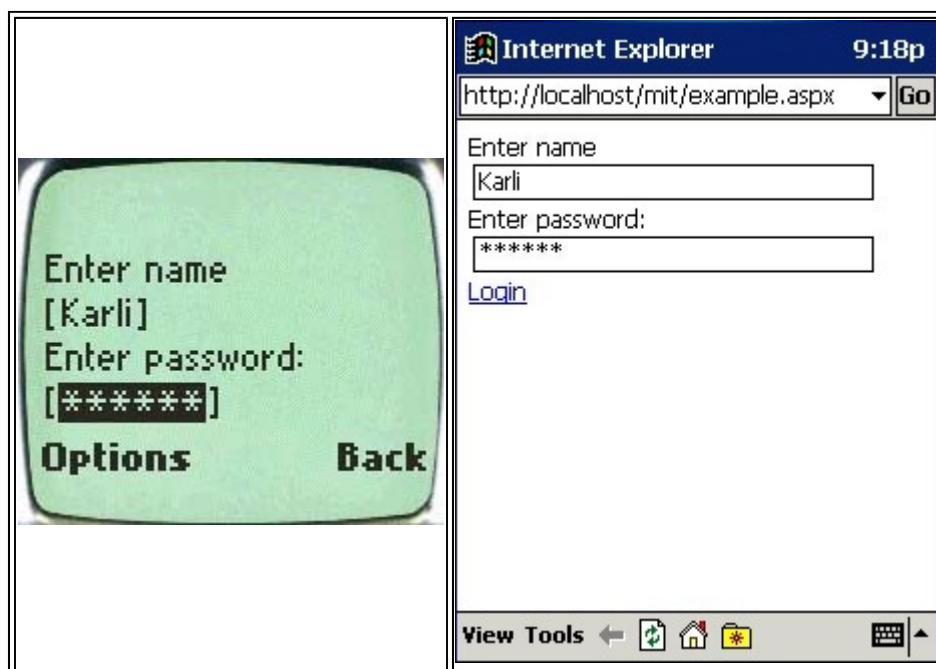 Enter name
[Karli]
Enter password:
[******]
Options Back
Internet Explorer 9:18p
http://localhost/mit/example.aspx Go
Enter name
Karli
Enter password:
******
Login
View Tools